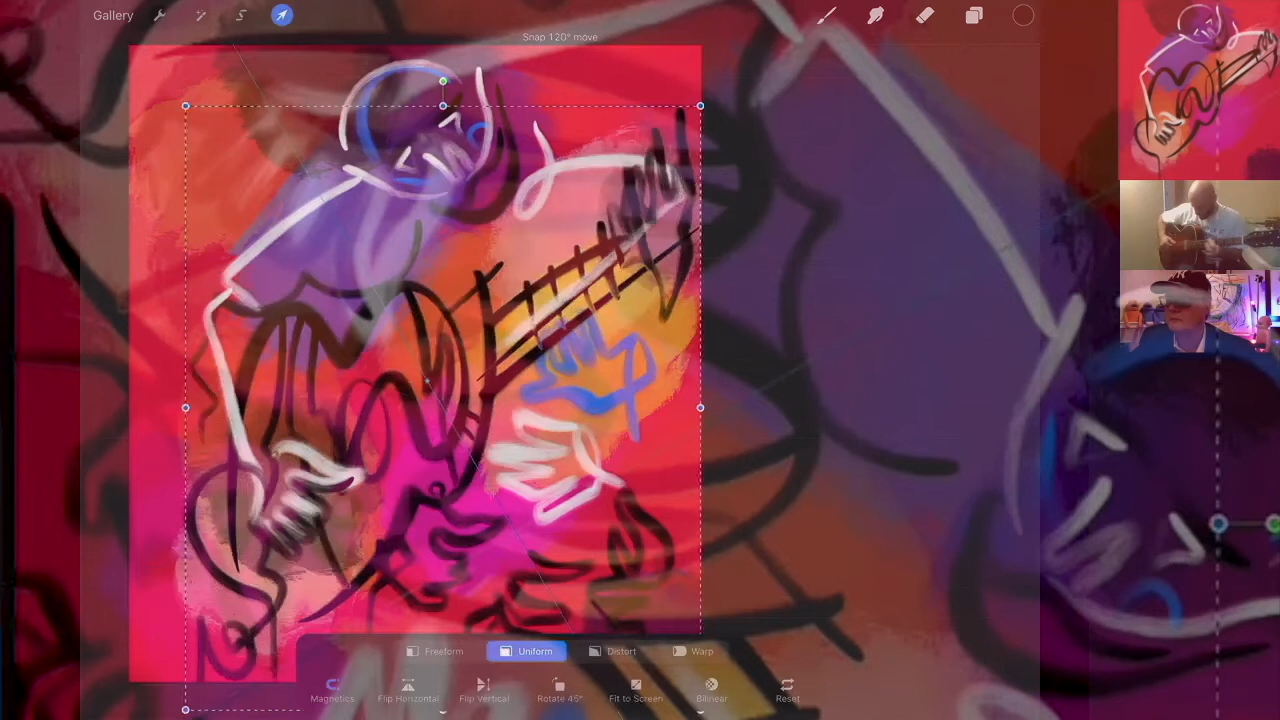 Gallery
Snap 120° move
Freeform Uniform Distort Warp
Magnetics Flip Horizontal Flip Vertical Rotate 45° Fit to Screen Bilinear Reset